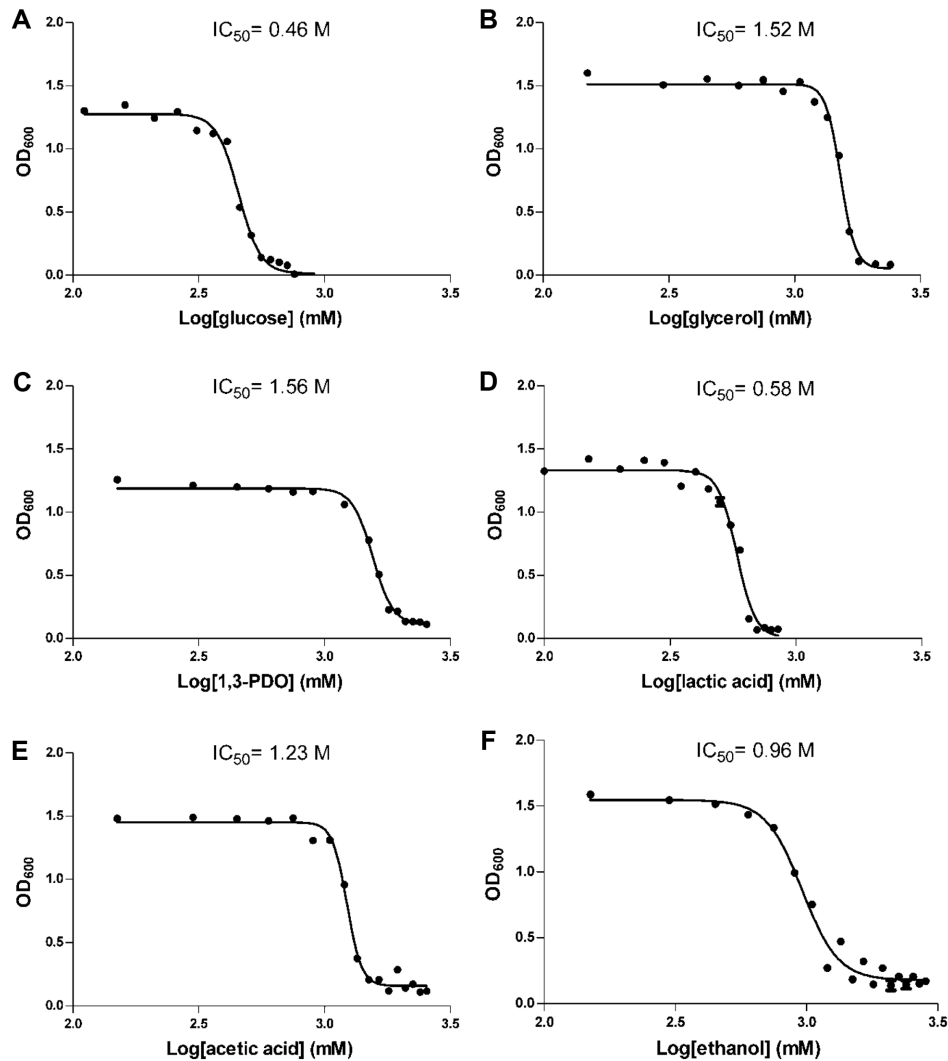 A
IC50= 0.46 M
2.0
1.5
1.0
0.5
0.0
OD600
2.0
2.5
3.0
3.5
Log[glucose] (mM)
B
IC50= 1.52 M
2.0
1.5
1.0
0.5
0.0
OD600
2.0
2.5
3.0
3.5
Log[glycerol] (mM)
C
IC50= 1.56 M
2.0
1.5
1.0
0.5
0.0
OD600
2.0
2.5
3.0
3.5
Log[1,3-PDO] (mM)
D
IC50= 0.58 M
2.0
1.5
1.0
0.5
0.0
OD600
2.0
2.5
3.0
3.5
Log[lactic acid] (mM)
E
IC50= 1.23 M
2.0
1.5
1.0
0.5
0.0
OD600
2.0
2.5
3.0
3.5
Log[acetic acid] (mM)
F
IC50= 0.96 M
2.0
1.5
1.0
0.5
0.0
OD600
2.0
2.5
3.0
3.5
Log[ethanol] (mM)